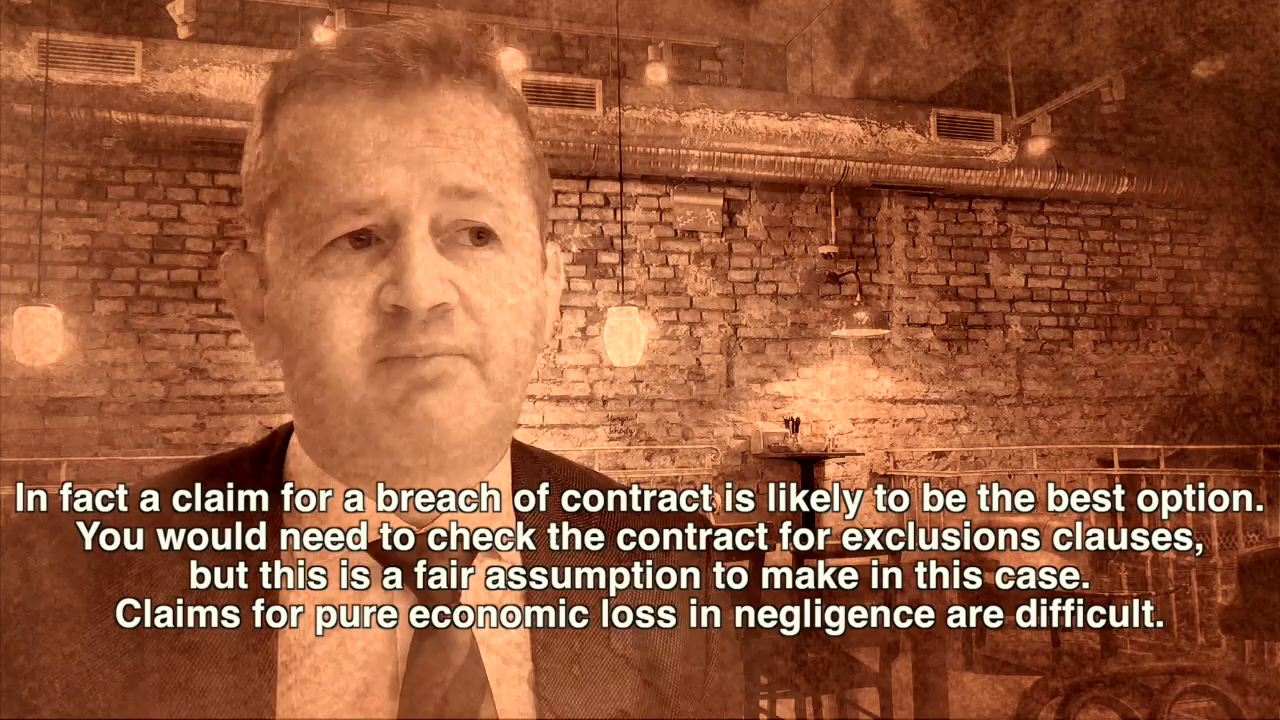 In fact a claim for a breach of contract is likely to be the best option.
You would need to check the contract for exclusions clauses,
but this is a fair assumption to make in this case.
Claims for pure economic loss in negligence are difficult.